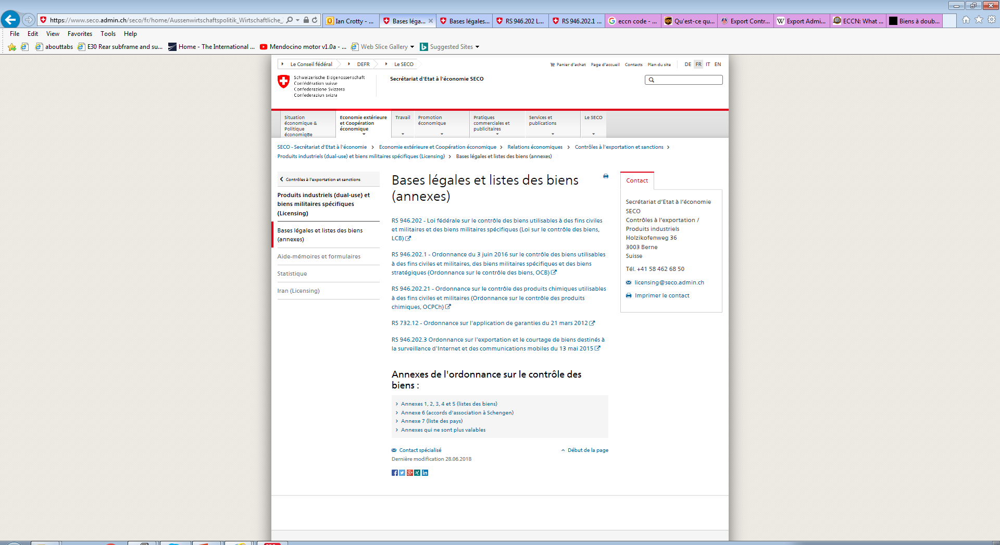 https://www.seco.admin.ch/seco/fr/home/Aussenwirtschaftspolitik_Wirtschaftliche_
Ian Crotty - ...
Bases léga...
Bases légales...
RS 946.202 L...
RS 946.202.1 ...
eccn code - ...
Qu'est-ce qu...
Export Contr...
Export Admi...
ECCN: What ...
Biens à doub...
File Edit View Favorites Tools Help
abouttabs
E30 Rear subframe and su...
Home - The International ...
Mendocino motor v1.0a - ...
Web Slice Gallery
Suggested Sites
Le Conseil fédéral
DEFR
Le SECO
Panier d'achat Page d'accueil Contacts Plan du site
DE FR IT EN
Schweizerische Eidgenossenschaft
Confédération suisse
Confederazione Svizzera
Confederaziun svizra
Secrétariat d'Etat à l'économie SECO
Situation
économique &
Politique
économique
Economie extérieure
et Coopération
économique
Travail
Promotion
économique
Pratiques
commerciales et
publicitaires
Services et
publications
Le SECO
SECO - Secrétariat d'Etat à l'économie > Economie extérieure et Coopération économique > Relations économiques > Contrôles à l'exportation et sanctions >
Produits industriels (dual-use) et biens militaires spécifiques (Licensing) > Bases légales et listes des biens (annexes)
Contrôles à l'exportation et sanctions
Produits industriels (dual-use) et
biens militaires spécifiques
(Licensing)
Bases légales et listes des biens
(annexes)
Aide-mémoires et formulaires
Statistique
Iran (Licensing)
Bases légales et listes des biens
(annexes)
RS 946.202 - Loi fédérale sur le contrôle des biens utilisables à des fins civiles
et militaires et des biens militaires spécifiques (Loi sur le contrôle des biens,
LCB)
RS 946.202.1 - Ordonnance du 3 juin 2016 sur le contrôle des biens utilisables
à des fins civiles et militaires, des biens militaires spécifiques et des biens
stratégiques (Ordonnance sur le contrôle des biens, OCB)
RS 946.202.21 - Ordonnance sur le contrôle des produits chimiques utilisables
à des fins civiles et militaires (Ordonnance sur le contrôle des produits
chimiques, OCPCh)
RS 732.12 - Ordonnance sur l'application de garanties du 21 mars 2012
RS 946.202.3 Ordonnance sur l'exportation et le courtage de biens destinés à
la surveillance d'Internet et des communications mobiles du 13 mai 2015
Annexes de l'ordonnance sur le contrôle des
biens :
Annexes 1, 2, 3, 4 et 5 (listes des biens)
Annexe 6 (accords d'association à Schengen)
Annexe 7 (liste des pays)
Annexes qui ne sont plus valables
Contact spécialisé
Début de la page
Dernière modification 28.06.2018
Contact
Secrétariat d'Etat à l'économie
SECO
Contrôles à l'exportation /
Produits industriels
Holzikofenweg 36
3003 Berne
Suisse
Tél. +41 58 462 68 50
licensing@seco.admin.ch
Imprimer le contact